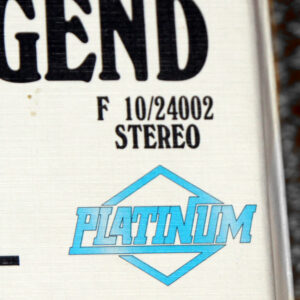 GEND
F 10/24002
STEREO
PLATINUM